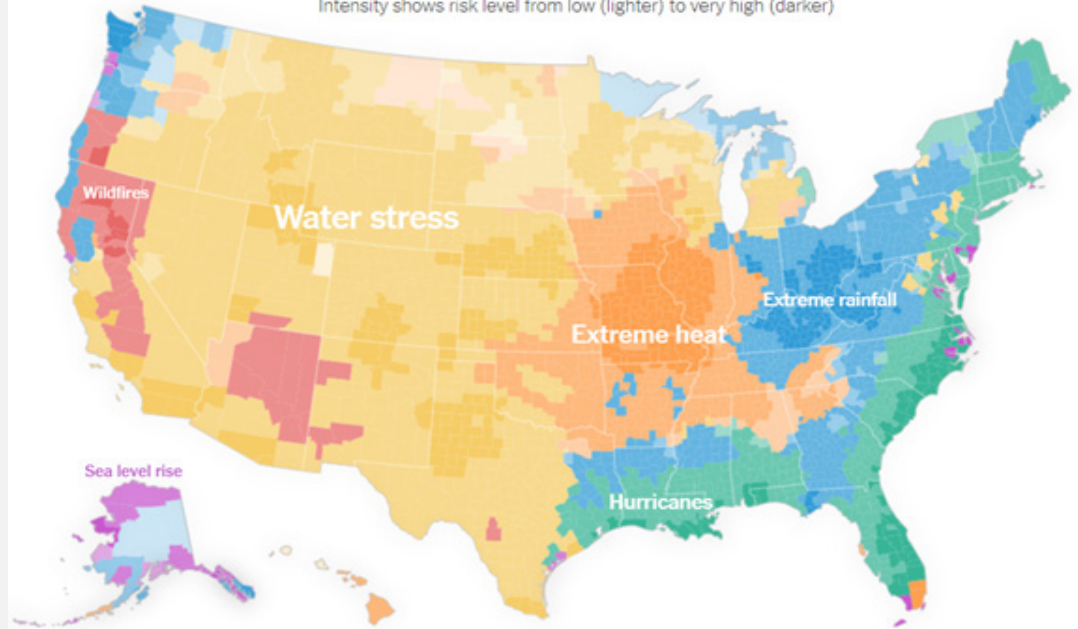 Intensity shows risk level from low (lighter) to very high (darker)
Wildfires
Water stress
Extreme rainfall
Extreme heat
Sea level rise
Hurricanes